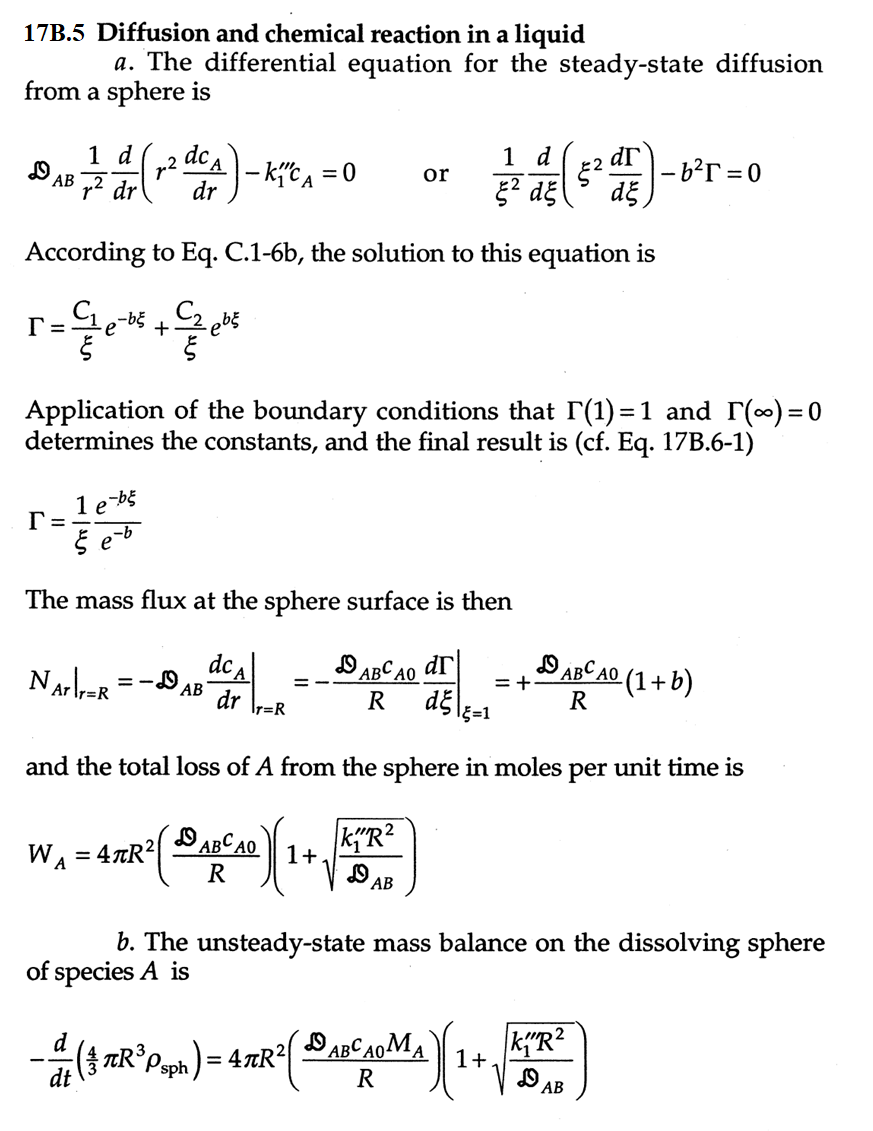 17B.5 Diffusion and chemical reaction in a liquid
a. The differential equation for the steady-state diffusion
from a sphere is
𝒟_AB (1/r²) d/dr (r² dc_A/dr) − k₁‴c_A = 0 or (1/ξ²) d/dξ (ξ² dΓ/dξ) − b²Γ = 0
According to Eq. C.1-6b, the solution to this equation is
Γ = (C₁/ξ) e^(−bξ) + (C₂/ξ) e^(bξ)
Application of the boundary conditions that Γ(1) = 1 and Γ(∞) = 0
determines the constants, and the final result is (cf. Eq. 17B.6-1)
Γ = (1/ξ) (e^(−bξ)/e^(−b))
The mass flux at the sphere surface is then
N_Ar|_(r=R) = −𝒟_AB dc_A/dr|_(r=R) = −(𝒟_AB c_A0/R) dΓ/dξ|_(ξ=1) = +(𝒟_AB c_A0/R)(1 + b)
and the total loss of A from the sphere in moles per unit time is
W_A = 4πR² (𝒟_AB c_A0/R) (1 + √(k₁‴R²/𝒟_AB))
b. The unsteady-state mass balance on the dissolving sphere
of species A is
−d/dt (4/3 πR³ρ_sph) = 4πR² (𝒟_AB c_A0 M_A/R) (1 + √(k₁‴R²/𝒟_AB))